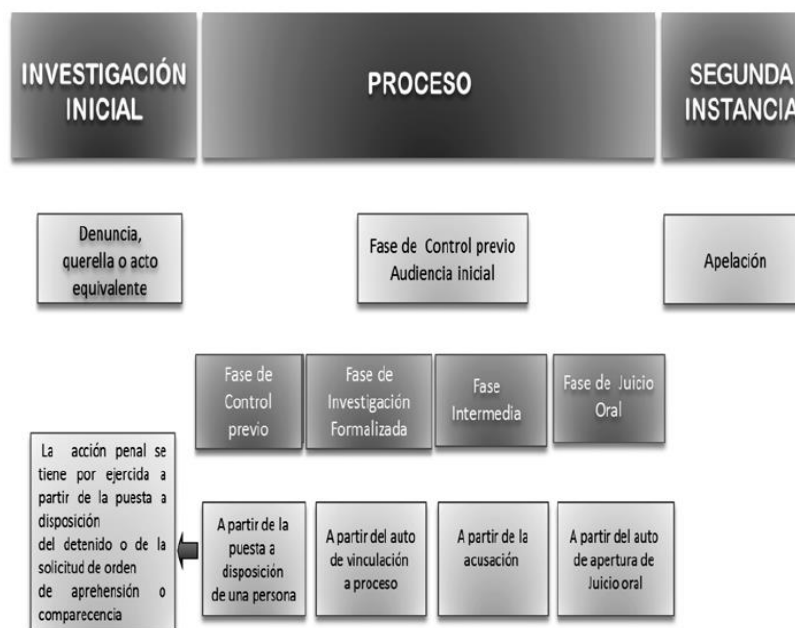 INVESTIGACIÓN
INICIAL
PROCESO
SEGUNDA
INSTANCIA
Denuncia,
querella o acto
equivalente
Fase de Control previo
Audiencia inicial
Apelación
Fase de
Control
previo
Fase de
Investigación
Formalizada
Fase
Intermedia
Fase de Juicio
Oral
La acción penal se
tiene por ejercida a
partir de la puesta a
disposición
del detenido o de la
solicitud de orden
de aprehensión o
comparecencia
A partir de la
puesta a
disposición
de una persona
A partir del auto
de vinculación
a proceso
A partir de la
acusación
A partir del auto
de apertura de
Juicio oral